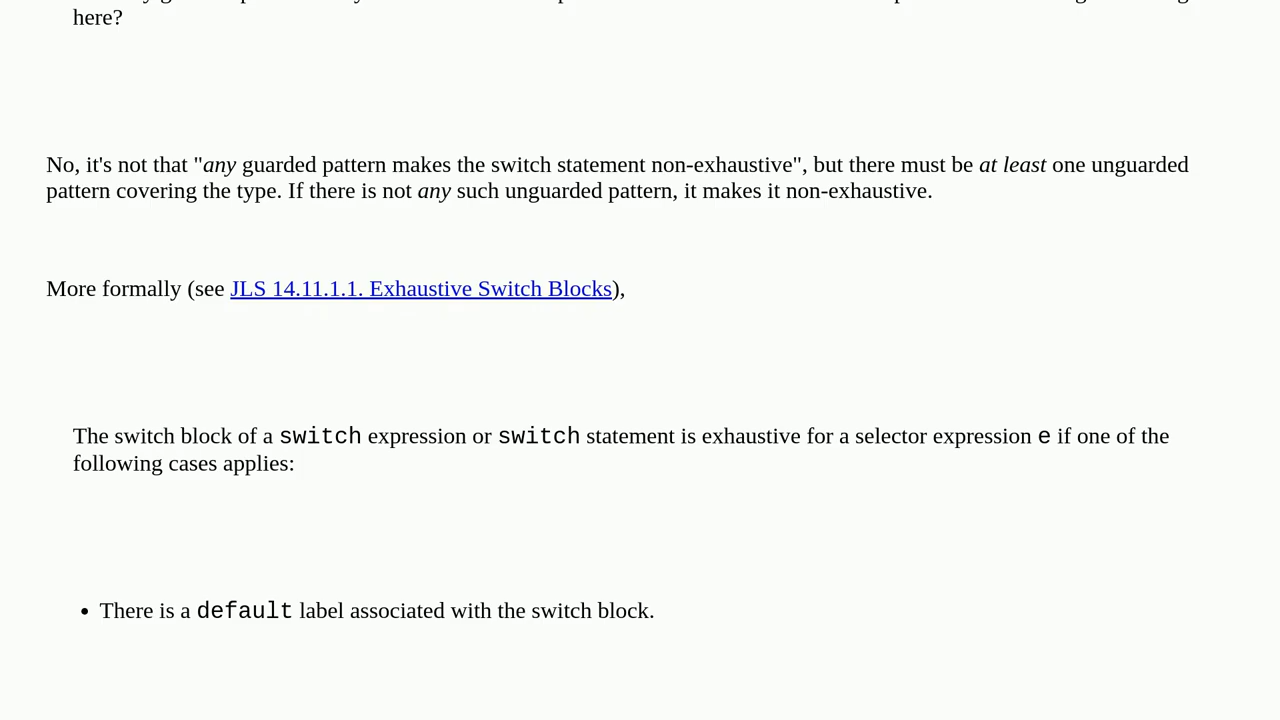 here?
No, it's not that "any guarded pattern makes the switch statement non-exhaustive", but there must be at least one unguarded
pattern covering the type. If there is not any such unguarded pattern, it makes it non-exhaustive.
More formally (see JLS 14.11.1.1. Exhaustive Switch Blocks),
The switch block of a switch expression or switch statement is exhaustive for a selector expression e if one of the
following cases applies:
• There is a default label associated with the switch block.